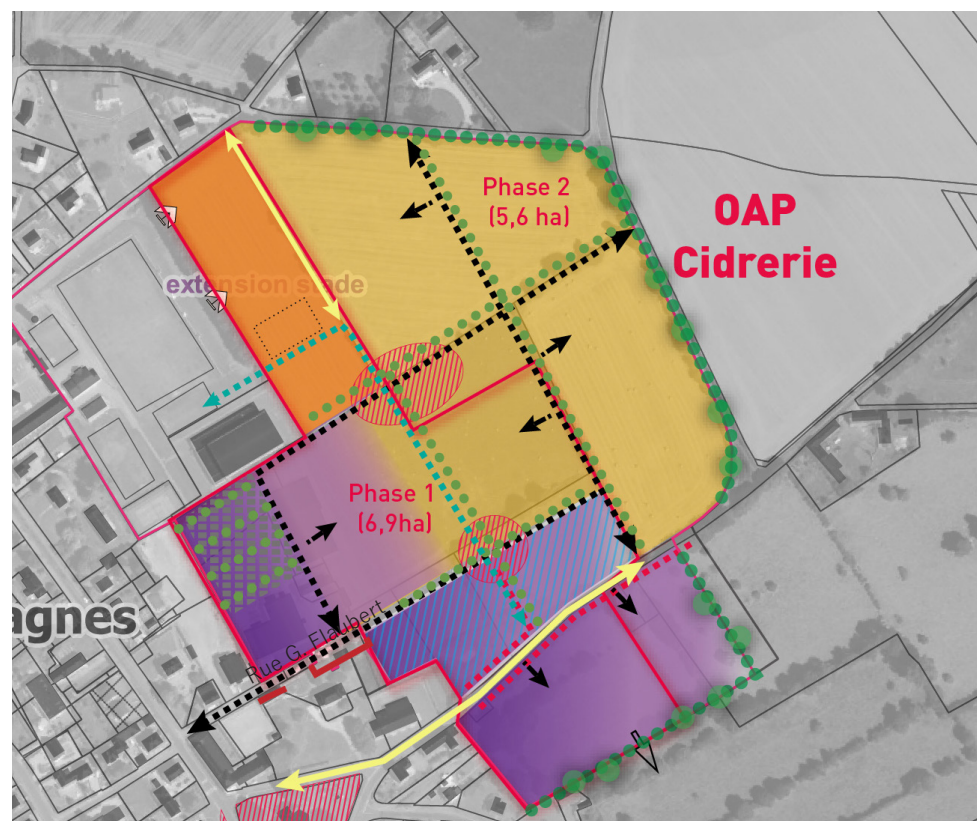 Phase 2
(5,6 ha)
OAP
Cidrerie
extension stade
Phase 1
(6,9ha)
agnes
Rue G. Flaubert